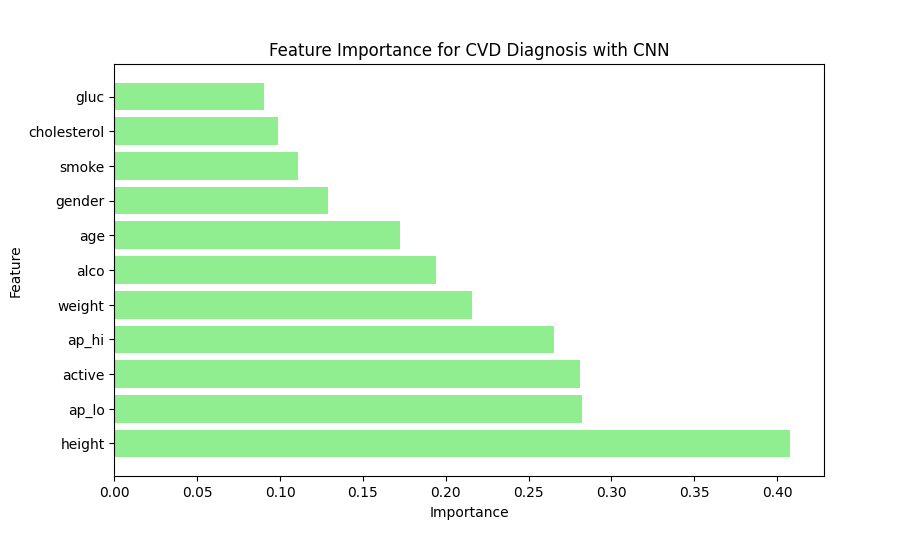 Feature Importance for CVD Diagnosis with CNN
gluc
cholesterol
smoke
gender
age
alco
weight
ap_hi
active
ap_lo
height
Feature
0.00 0.05 0.10 0.15 0.20 0.25 0.30 0.35 0.40
Importance